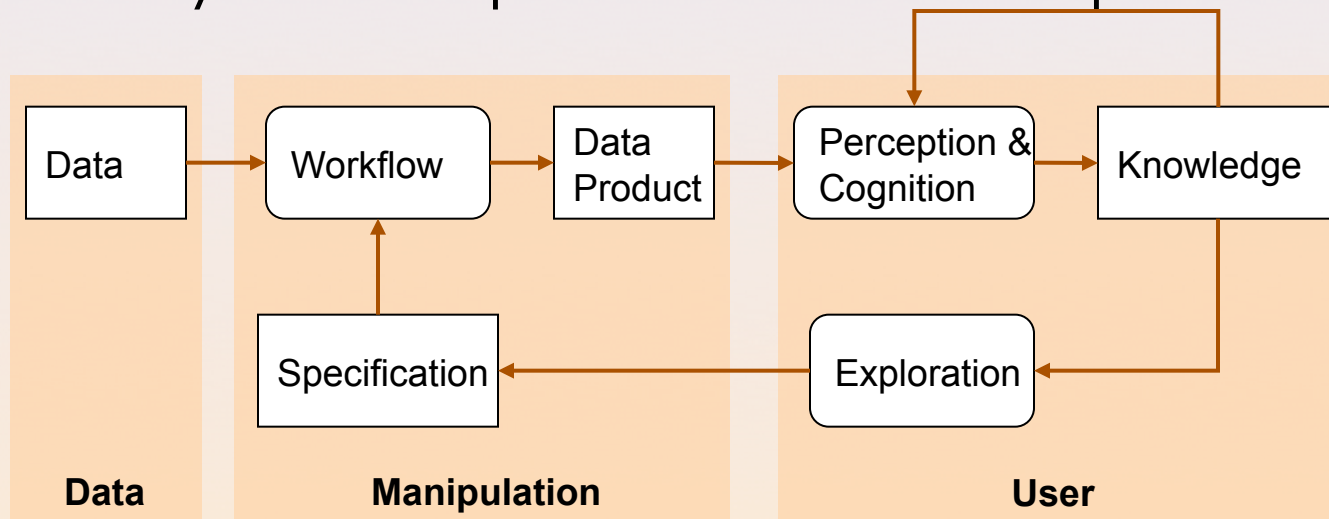 Data
Workflow
Data
Product
Perception &
Cognition
Knowledge
Specification
Exploration
Data
Manipulation
User